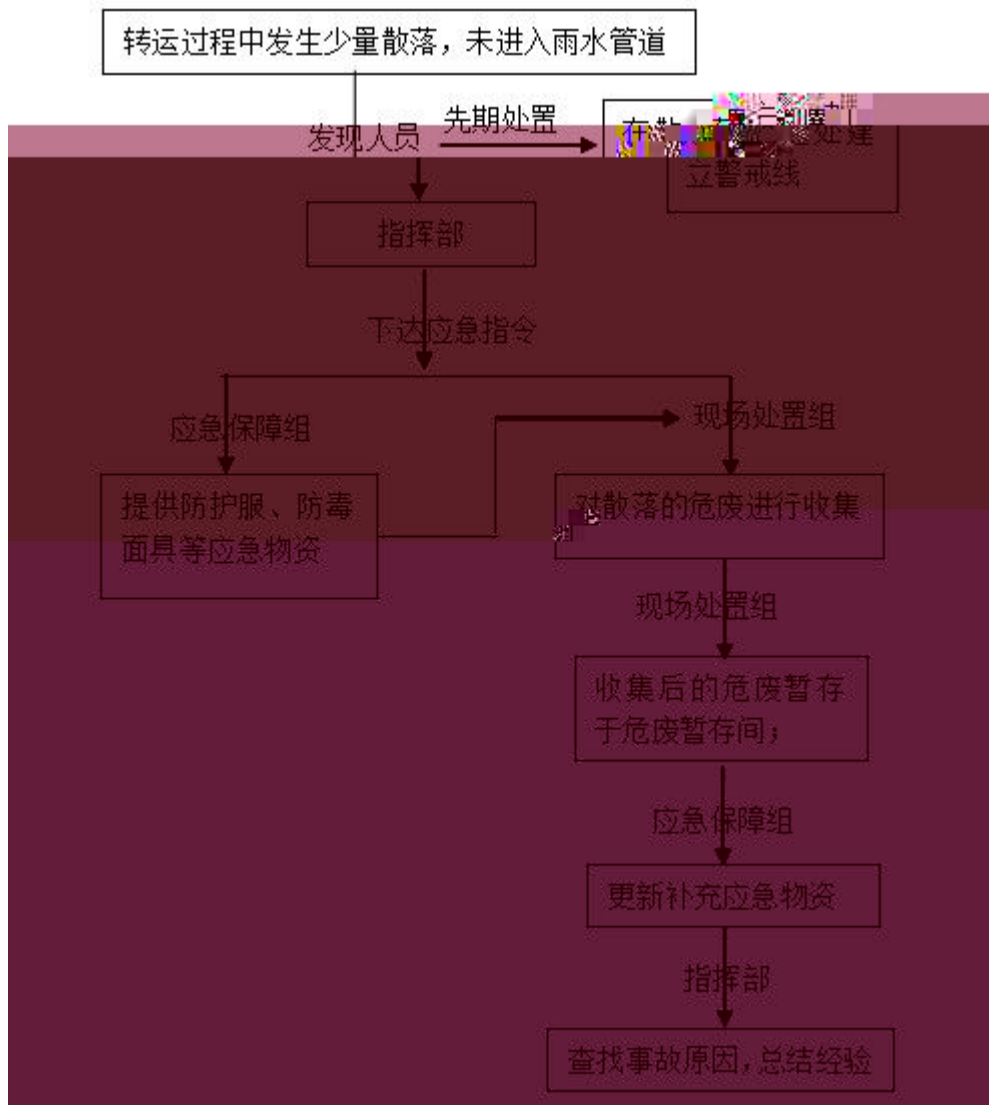 转运过程中发生少量散落，未进入雨水管道
发现人员
先期处置
处建
立警戒线
指挥部
下达应急指令
应急保障组
现场处置组
提供防护服、防毒
面具等应急物资
对散落的危废进行收集
现场处置组
收集后的危废暂存
于危废暂存间；
应急保障组
更新补充应急物资
指挥部
查找事故原因，总结经验